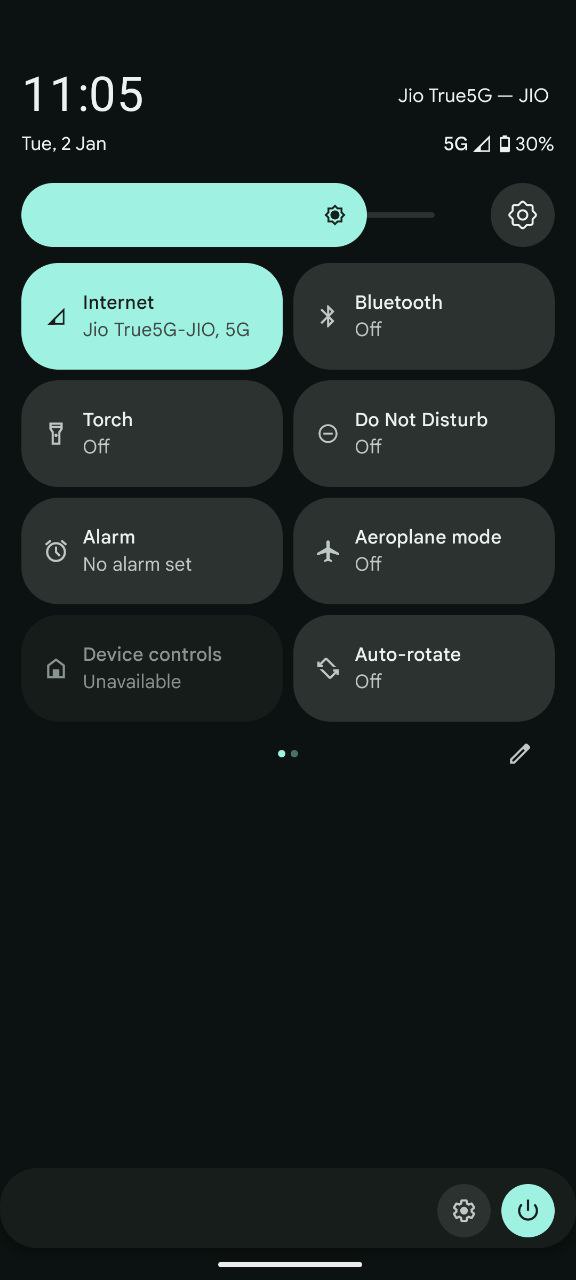 11:05
Jio True5G — JIO
Tue, 2 Jan
5G 30%
Internet
Jio True5G-JIO, 5G
Bluetooth
Off
Torch
Off
Do Not Disturb
Off
Alarm
No alarm set
Aeroplane mode
Off
Device controls
Unavailable
Auto-rotate
Off